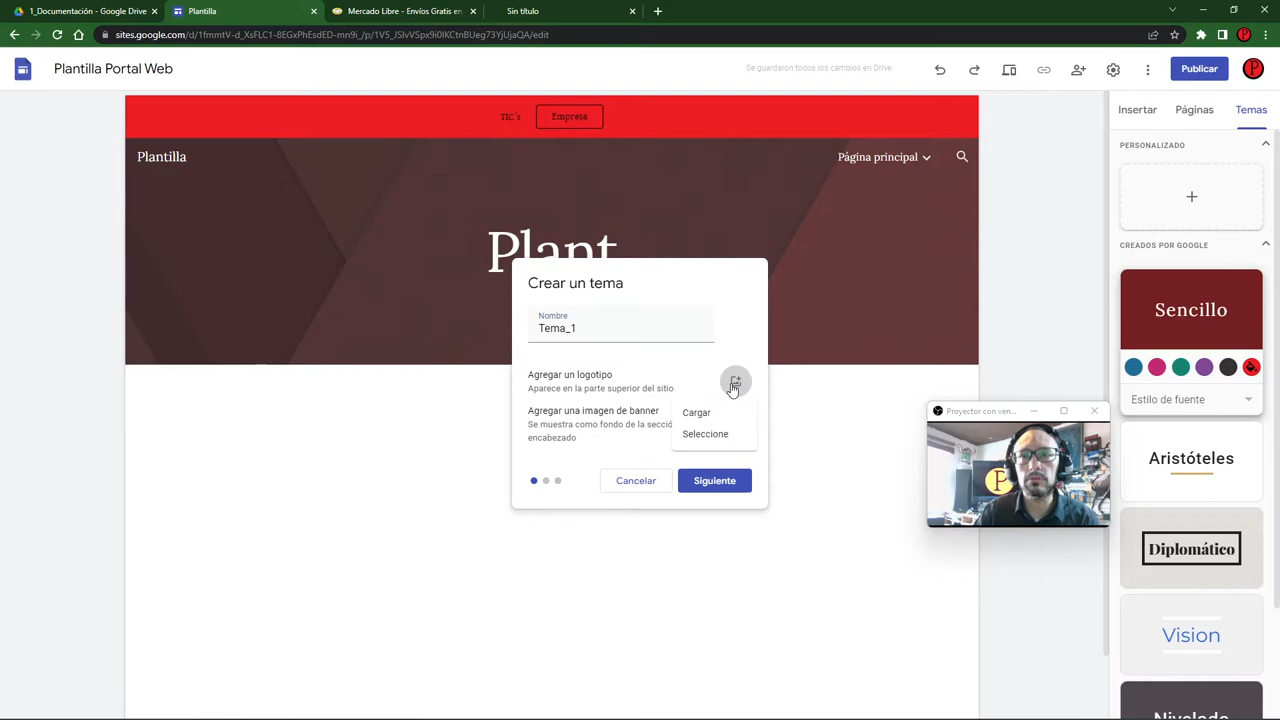 1_Documentación - Google Drive
Plantilla
Mercado Libre - Envíos Gratis en
Sin título
sites.google.com/d/1fmmtV-d_XsFLC1-8EGxPhEsdED-mn9i_/p/1V5_JSlvVSpx9i0lKCtnBUeg73YjUjaQA/edit
Plantilla Portal Web
Se guardaron todos los cambios en Drive
Publicar
P
Insertar
Páginas
Temas
TIC´s
Empresa
Plantilla
Página principal
Plant
PERSONALIZADO
CREADOS POR GOOGLE
Sencillo
Estilo de fuente
Aristóteles
Diplomático
Vision
Nivelado
Crear un tema
Nombre
Tema_1
Agregar un logotipo
Aparece en la parte superior del sitio
Agregar una imagen de banner
Se muestra como fondo de la secció
encabezado
Cargar
Seleccione
Cancelar
Siguiente
Proyector con ven...
P